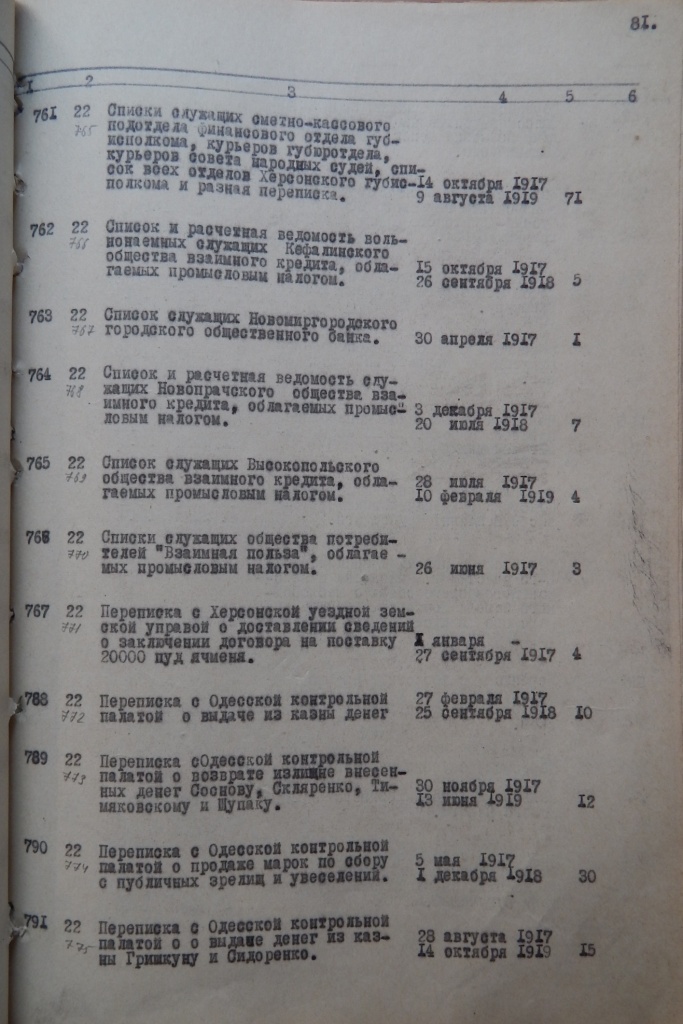 81.
1 2 3 4 5 6
761 22 Списки служащих сметно-кассового
765 подотдела финансового отдела губ-
исполкома, курьеров губюротдела,
курьеров совета народных судей, спи-
сок всех отделов Херсонского губис- 14 октября 1917
полкома и разная переписка. 9 августа 1919 71
762 22 Список и расчетная ведомость воль-
766 нонаемных служащих Кефалинского
общества взаимного кредита, обла- 15 октября 1917
гаемых промысловым налогом. 26 сентября 1918 5
763 22 Список служащих Новомиргородского
767 городского общественного банка. 30 апреля 1917 1
764 22 Список и расчетная ведомость слу-
768 жащих Новопрачского общества вза-
имного кредита, облагаемых промыс- 3 декабря 1917
ловым налогом. 20 июля 1918 7
765 22 Список служащих Высокопольского
769 общества взаимного кредита, обла- 28 июля 1917
гаемых промысловым налогом. 10 февраля 1919 4
766 22 Списки служащих общества потреби-
770 телей "Взаимная польза", облагае -
мых промысловым налогом. 26 июня 1917 3
767 22 Переписка с Херсонской уездной зем-
771 ской управой о доставлении сведений
о заключении договора на поставку 1 января -
20000 пуд ячменя. 27 сентября 1917 4
788 22 Переписка с Одесской контрольной 27 февраля 1917
772 палатой о выдаче из казны денег 25 сентября 1918 10
789 22 Переписка сОдесской контрольной
773 палатой о возврате излишне внесен-
ных денег Соснову, Скляренко, Ти- 30 ноября 1917
мяковскому и Щупаку. 13 июня 1919 12
790 22 Переписка с Одесской контрольной
774 палатой о продаже марок по сбору 5 мая 1917
с публичных зрелищ и увеселений. 1 декабря 1918 30
791 22 Переписка с Одесской контрольной
775 палатой о о выдаче денег из каз- 28 августа 1917
ны Гришкуну и Сидоренко. 14 октября 1919 15